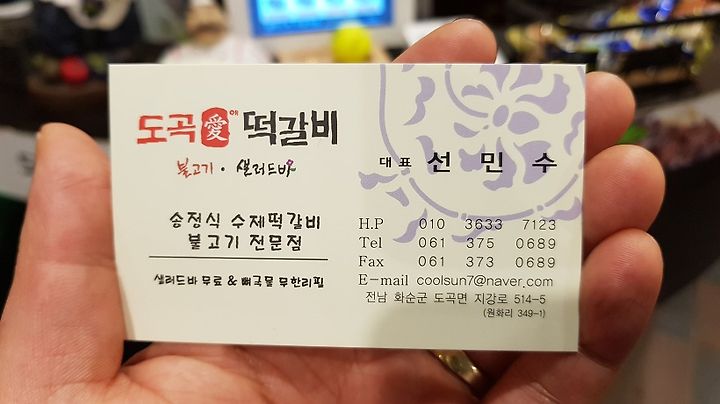 도곡愛 OR 떡갈비
불고기 · 샐러드바
송정식 수제떡갈비
불고기 전문점
샐러드바 무료 & 뼈국물 무한리필
대표 선 민 수
H.P 010 3633 7123
Tel 061 375 0689
Fax 061 373 0689
E-mail coolsun7@naver.com
전남 화순군 도곡면 지강로 514-5
(원화리 349-1)